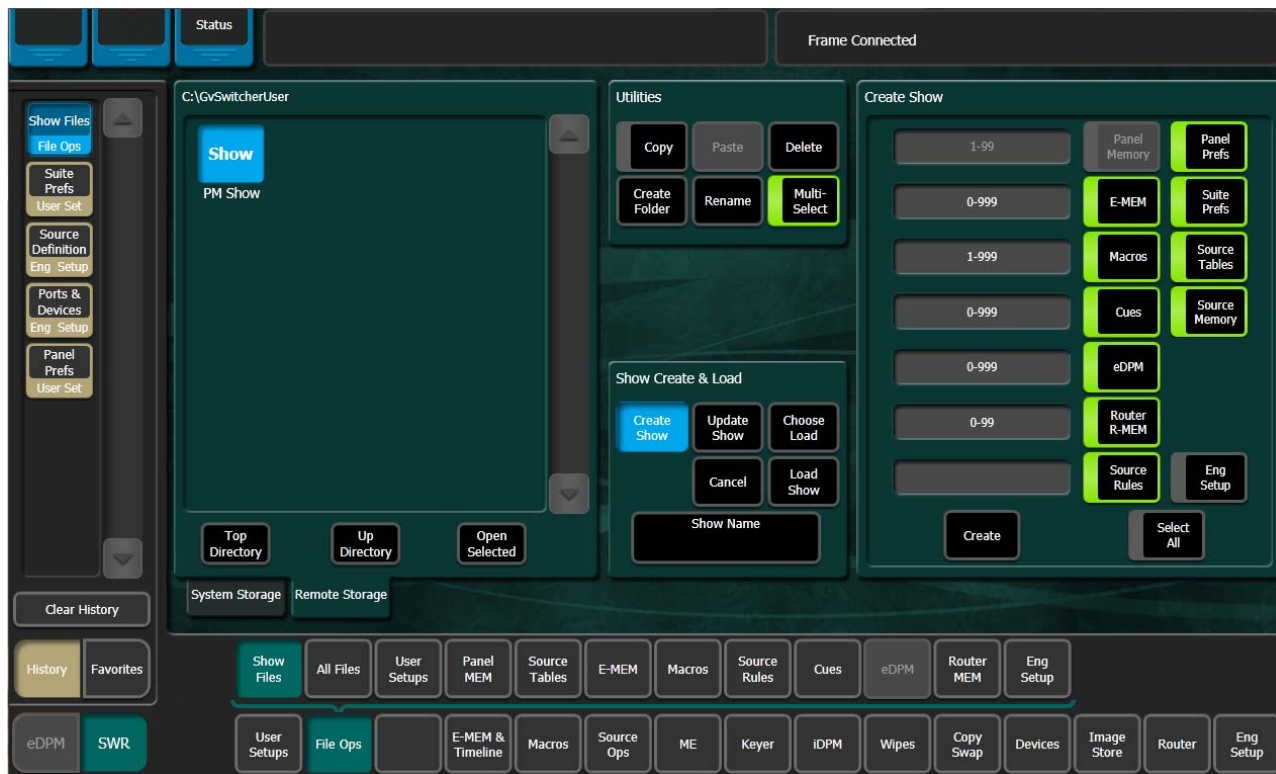 Status
Frame Connected
Show Files
File Ops
Suite
Prefs
User Set
Source
Definition
Eng Setup
Ports &
Devices
Eng Setup
Panel
Prefs
User Set
Clear History
History
Favorites
eDPM
SWR
C:\GvSwitcherUser
Show
PM Show
Top
Directory
Up
Directory
Open
Selected
System Storage
Remote Storage
Utilities
Copy
Paste
Delete
Create
Folder
Rename
Multi-
Select
Show Create & Load
Create
Show
Update
Show
Choose
Load
Cancel
Load
Show
Show Name
Create Show
1-99
Panel
Memory
Panel
Prefs
0-999
E-MEM
Suite
Prefs
1-999
Macros
Source
Tables
0-999
Cues
Source
Memory
0-999
eDPM
0-99
Router
R-MEM
Source
Rules
Eng
Setup
Create
Select
All
Show
Files
All Files
User
Setups
Panel
MEM
Source
Tables
E-MEM
Macros
Source
Rules
Cues
eDPM
Router
MEM
Eng
Setup
User
Setups
File Ops
E-MEM &
Timeline
Macros
Source
Ops
ME
Keyer
iDPM
Wipes
Copy
Swap
Devices
Image
Store
Router
Eng
Setup